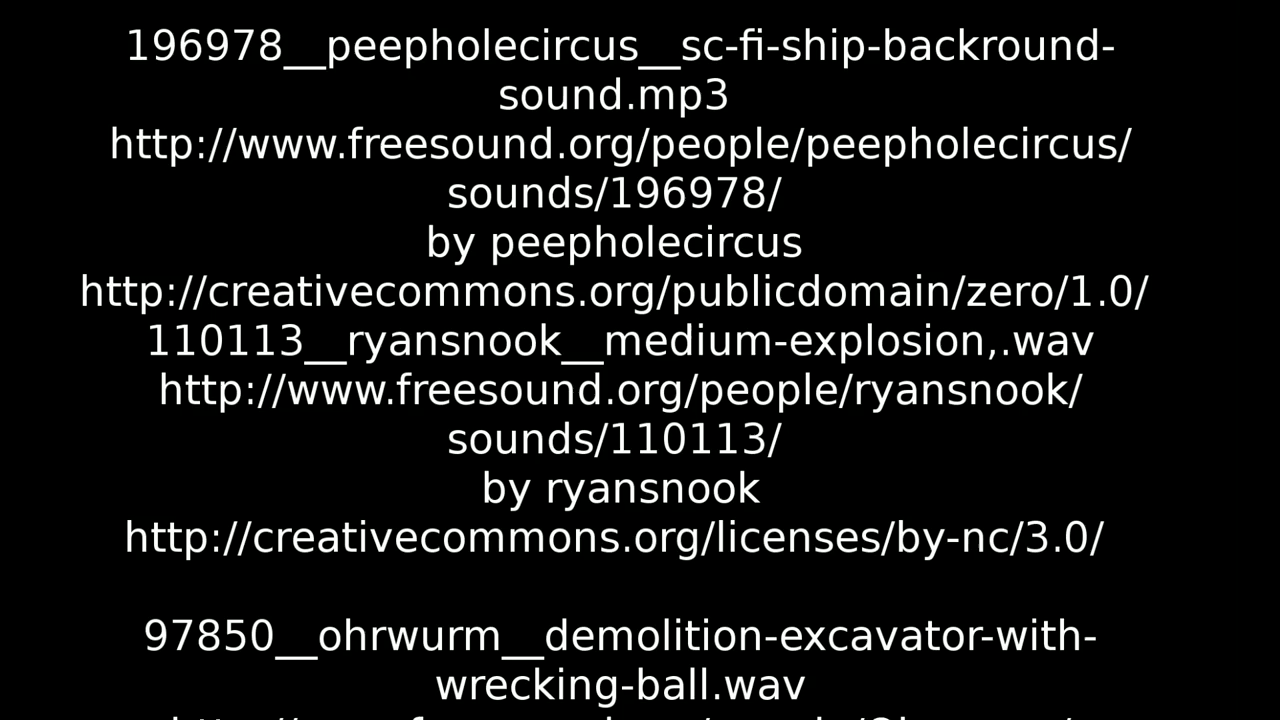 196978__peepholecircus__sc-fi-ship-backround-
sound.mp3
http://www.freesound.org/people/peepholecircus/
sounds/196978/
by peepholecircus
http://creativecommons.org/publicdomain/zero/1.0/
110113__ryansnook__medium-explosion,.wav
http://www.freesound.org/people/ryansnook/
sounds/110113/
by ryansnook
http://creativecommons.org/licenses/by-nc/3.0/
97850__ohrwurm__demolition-excavator-with-
wrecking-ball.wav